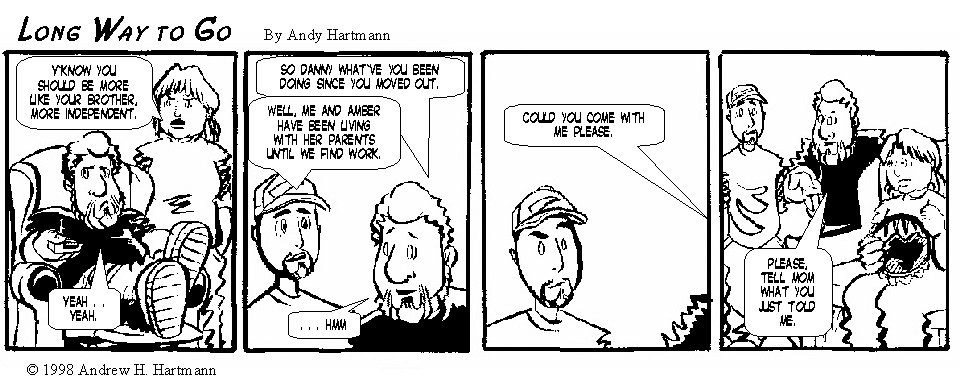 LONG WAY TO GO
By Andy Hartmann
Y'KNOW YOU
SHOULD BE MORE
LIKE YOUR BROTHER,
MORE INDEPENDENT.
YEAH . .
YEAH.
SO DANNY WHAT'VE YOU BEEN
DOING SINCE YOU MOVED OUT.
WELL, ME AND AMBER
HAVE BEEN LIVING
WITH HER PARENTS
UNTIL WE FIND WORK.
. . . HMM
COULD YOU COME WITH
ME PLEASE.
PLEASE,
TELL MOM
WHAT YOU
JUST TOLD
ME.
© 1998 Andrew H. Hartmann